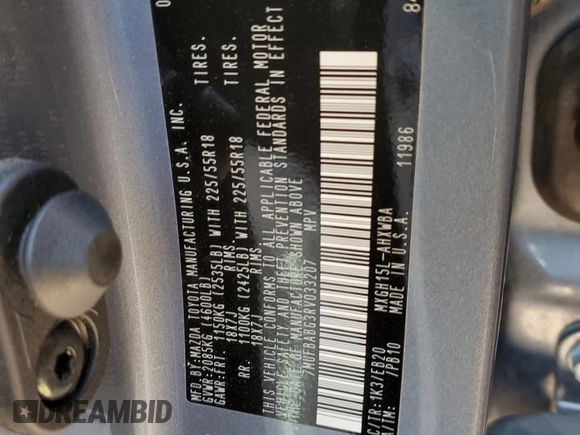 MFD.BY:MAZDA TOYOTA MANUFACTURING U.S.A. INC.
GVWR:2085KG(4600LB)
GAWR:FRT. 1150KG(2535LB)WITH 225/55R18 TIRES.
18X7J RIMS.
RR. 1100KG(2425LB)WITH 225/55R18 TIRES.
18X7J RIMS.
THIS VEHICLE CONFORMS TO ALL APPLICABLE FEDERAL MOTOR
VEHICLE SAFETY AND THEFT PREVENTION STANDARDS IN EFFECT
ON THE DATE OF MANUFACTURE SHOWN ABOVE.
7MUFBABG3RV033207 MPV
C/TR:1K3/EB20 MXGH15L-AHXWBA
A/TM: /PB10 MADE IN U.S.A. 11986
DREAMBID